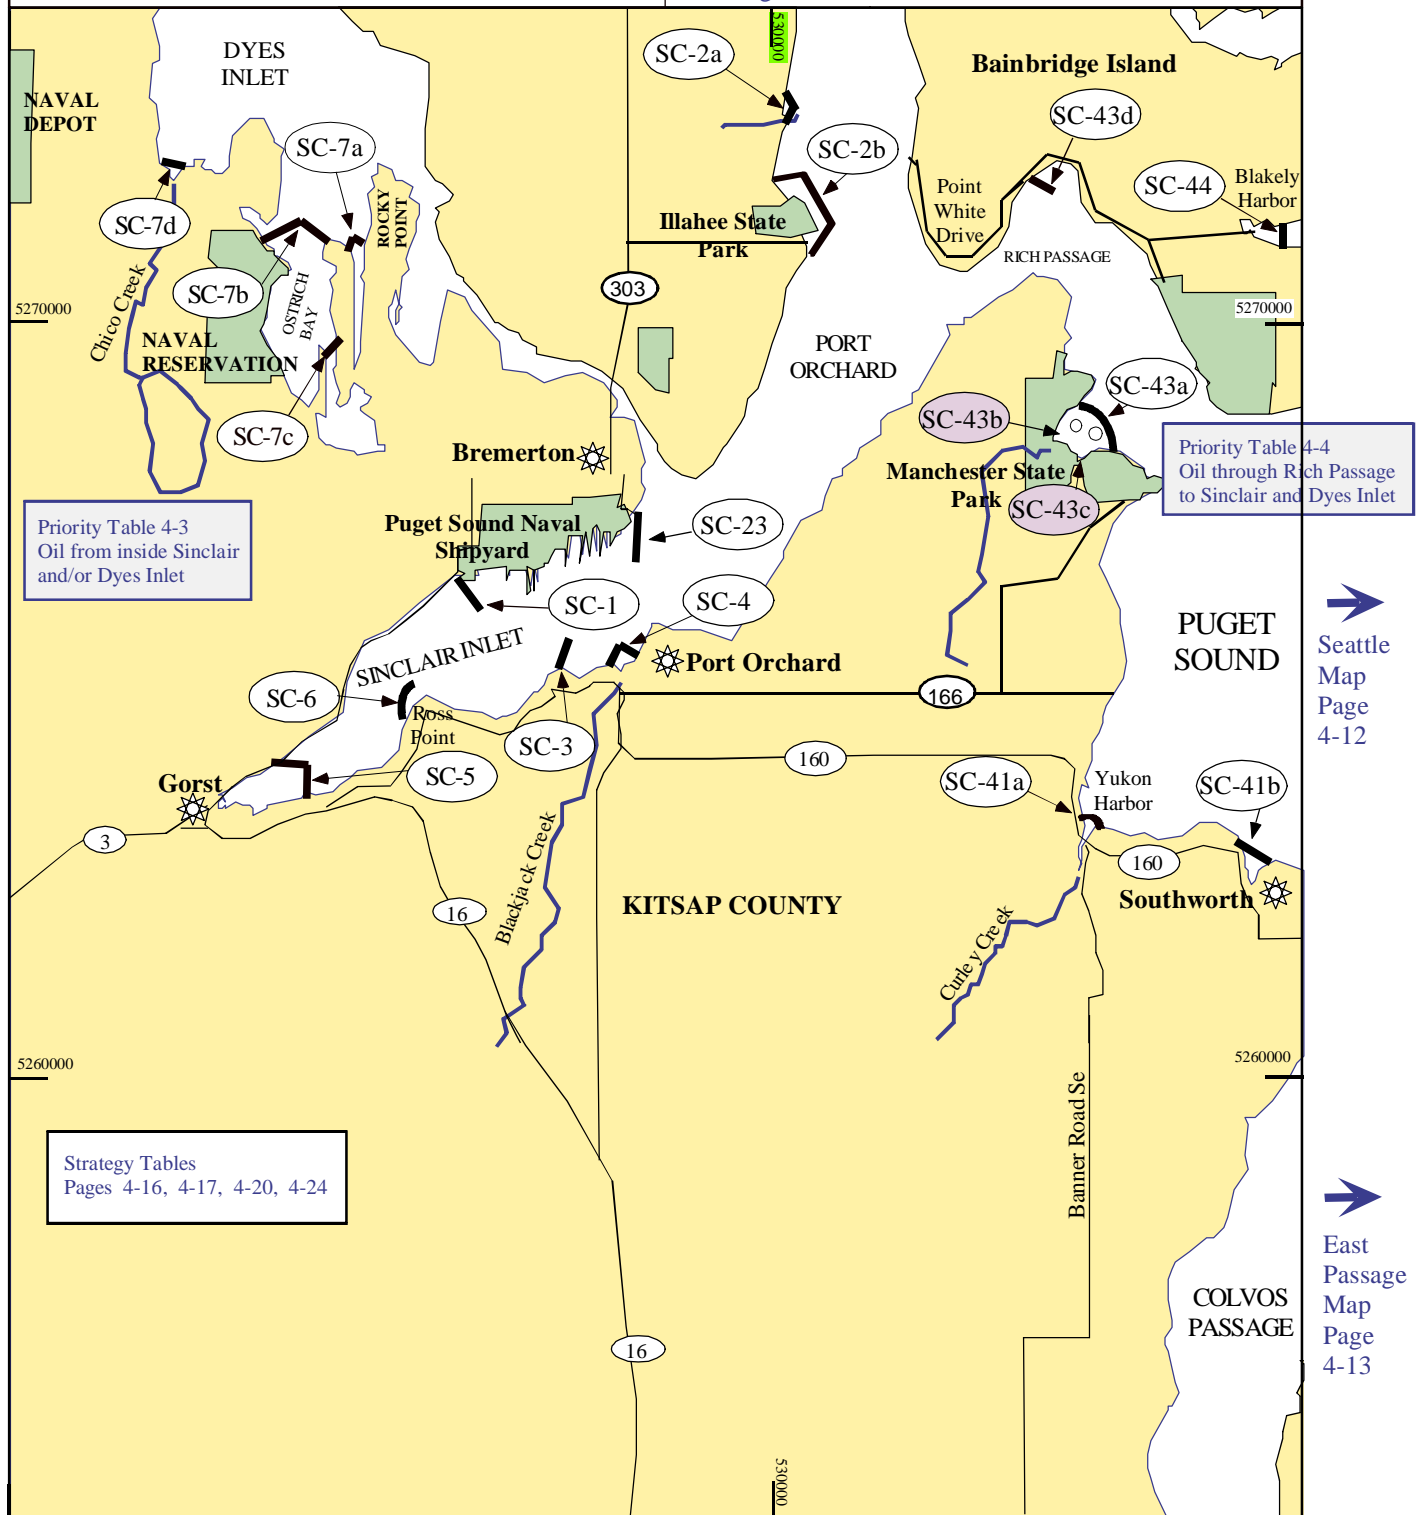 530000
DYES
INLET
SC-2a
Bainbridge Island
NAVAL
DEPOT
SC-43d
SC-7a
SC-2b
SC-44
Blakely
Harbor
Point
White
Drive
ROCKY
POINT
SC-7d
Illahee State
Park
RICH PASSAGE
Chico Creek
SC-7b
OSTRICH
BAY
303
5270000
5270000
NAVAL
RESERVATION
PORT
ORCHARD
SC-43a
SC-43b
SC-7c
Bremerton
Priority Table 4-4
Oil through Rich Passage
to Sinclair and Dyes Inlet
Manchester State
Park
SC-43c
Priority Table 4-3
Oil from inside Sinclair
and/or Dyes Inlet
Puget Sound Naval
Shipyard
SC-23
SC-1
SC-4
PUGET
SOUND
Seattle
Map
Page
4-12
SINCLAIR INLET
Port Orchard
SC-6
166
Ross
Point
SC-3
160
SC-5
Gorst
SC-41a
Yukon
Harbor
SC-41b
3
160
Blackjack Creek
KITSAP COUNTY
Southworth
16
Curley Creek
5260000
5260000
Banner Road Se
Strategy Tables
Pages 4-16, 4-17, 4-20, 4-24
East
Passage
Map
Page
4-13
COLVOS
PASSAGE
16
530000